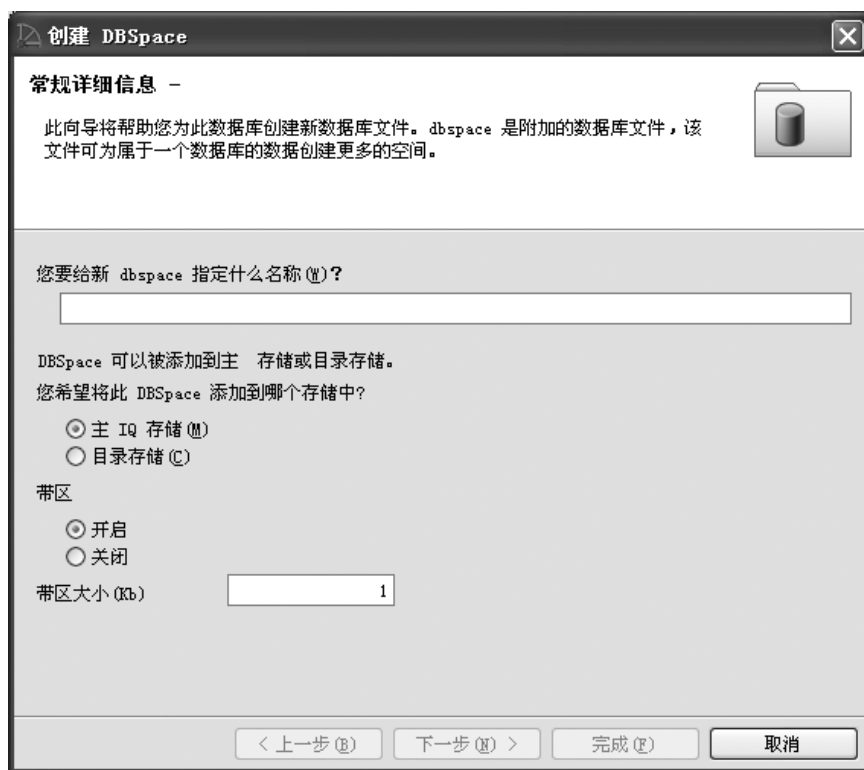 创建 DBSpace
常规详细信息 -
此向导将帮助您为此数据库创建新数据库文件。dbspace 是附加的数据库文件，该
文件可为属于一个数据库的数据创建更多的空间。
您要给新 dbspace 指定什么名称(W)?
DBSpace 可以被添加到主 存储或目录存储。
您希望将此 DBSpace 添加到哪个存储中?
主 IQ 存储(M)
目录存储(C)
带区
开启
关闭
带区大小(Kb) 1
< 上一步(B) 下一步(N) > 完成(F) 取消